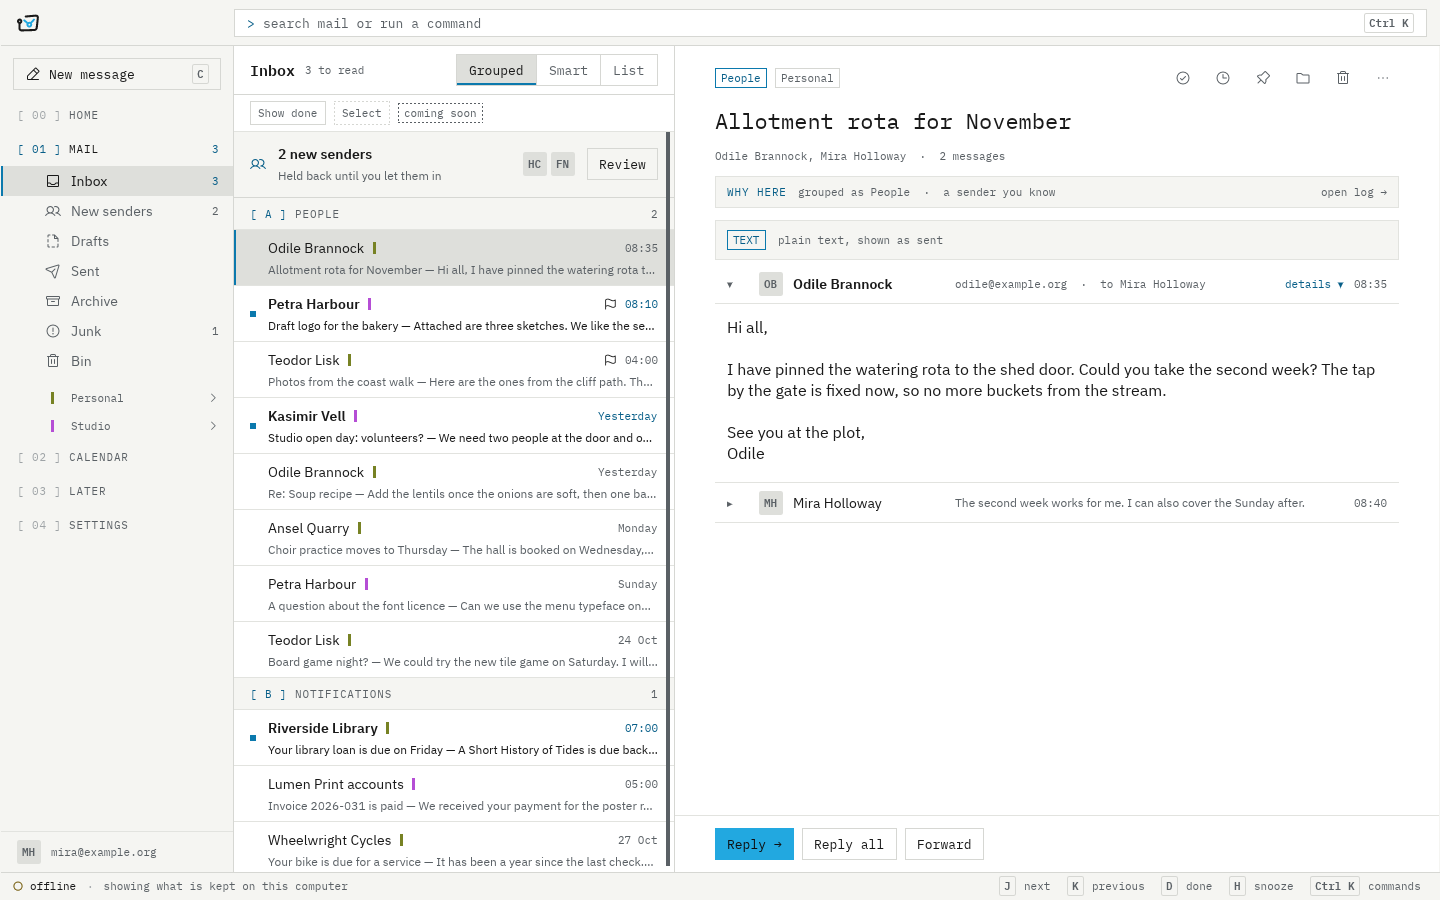 > search mail or run a command
Ctrl K
New message
C
[ 00 ] HOME
[ 01 ] MAIL 3
Inbox 3
New senders 2
Drafts
Sent
Archive
Junk 1
Bin
Personal
Studio
[ 02 ] CALENDAR
[ 03 ] LATER
[ 04 ] SETTINGS
MH mira@example.org
Inbox 3 to read
Grouped Smart List
Show done Select coming soon
2 new senders
Held back until you let them in
HC FN Review
[ A ] PEOPLE 2
Odile Brannock 08:35
Allotment rota for November — Hi all, I have pinned the watering rota t…
Petra Harbour 08:10
Draft logo for the bakery — Attached are three sketches. We like the se…
Teodor Lisk 04:00
Photos from the coast walk — Here are the ones from the cliff path. Th…
Kasimir Vell Yesterday
Studio open day: volunteers? — We need two people at the door and o…
Odile Brannock Yesterday
Re: Soup recipe — Add the lentils once the onions are soft, then one ba…
Ansel Quarry Monday
Choir practice moves to Thursday — The hall is booked on Wednesday,…
Petra Harbour Sunday
A question about the font licence — Can we use the menu typeface on…
Teodor Lisk 24 Oct
Board game night? — We could try the new tile game on Saturday. I will…
[ B ] NOTIFICATIONS 1
Riverside Library 07:00
Your library loan is due on Friday — A Short History of Tides is due back…
Lumen Print accounts 05:00
Invoice 2026-031 is paid — We received your payment for the poster r…
Wheelwright Cycles 27 Oct
Your bike is due for a service — It has been a year since the last check.…
People Personal
Allotment rota for November
Odile Brannock, Mira Holloway · 2 messages
WHY HERE grouped as People · a sender you know open log →
TEXT plain text, shown as sent
▾ OB Odile Brannock odile@example.org · to Mira Holloway details ▾ 08:35
Hi all,
I have pinned the watering rota to the shed door. Could you take the second week? The tap
by the gate is fixed now, so no more buckets from the stream.
See you at the plot,
Odile
▸ MH Mira Holloway The second week works for me. I can also cover the Sunday after. 08:40
Reply → Reply all Forward
offline · showing what is kept on this computer
J next K previous D done H snooze Ctrl K commands